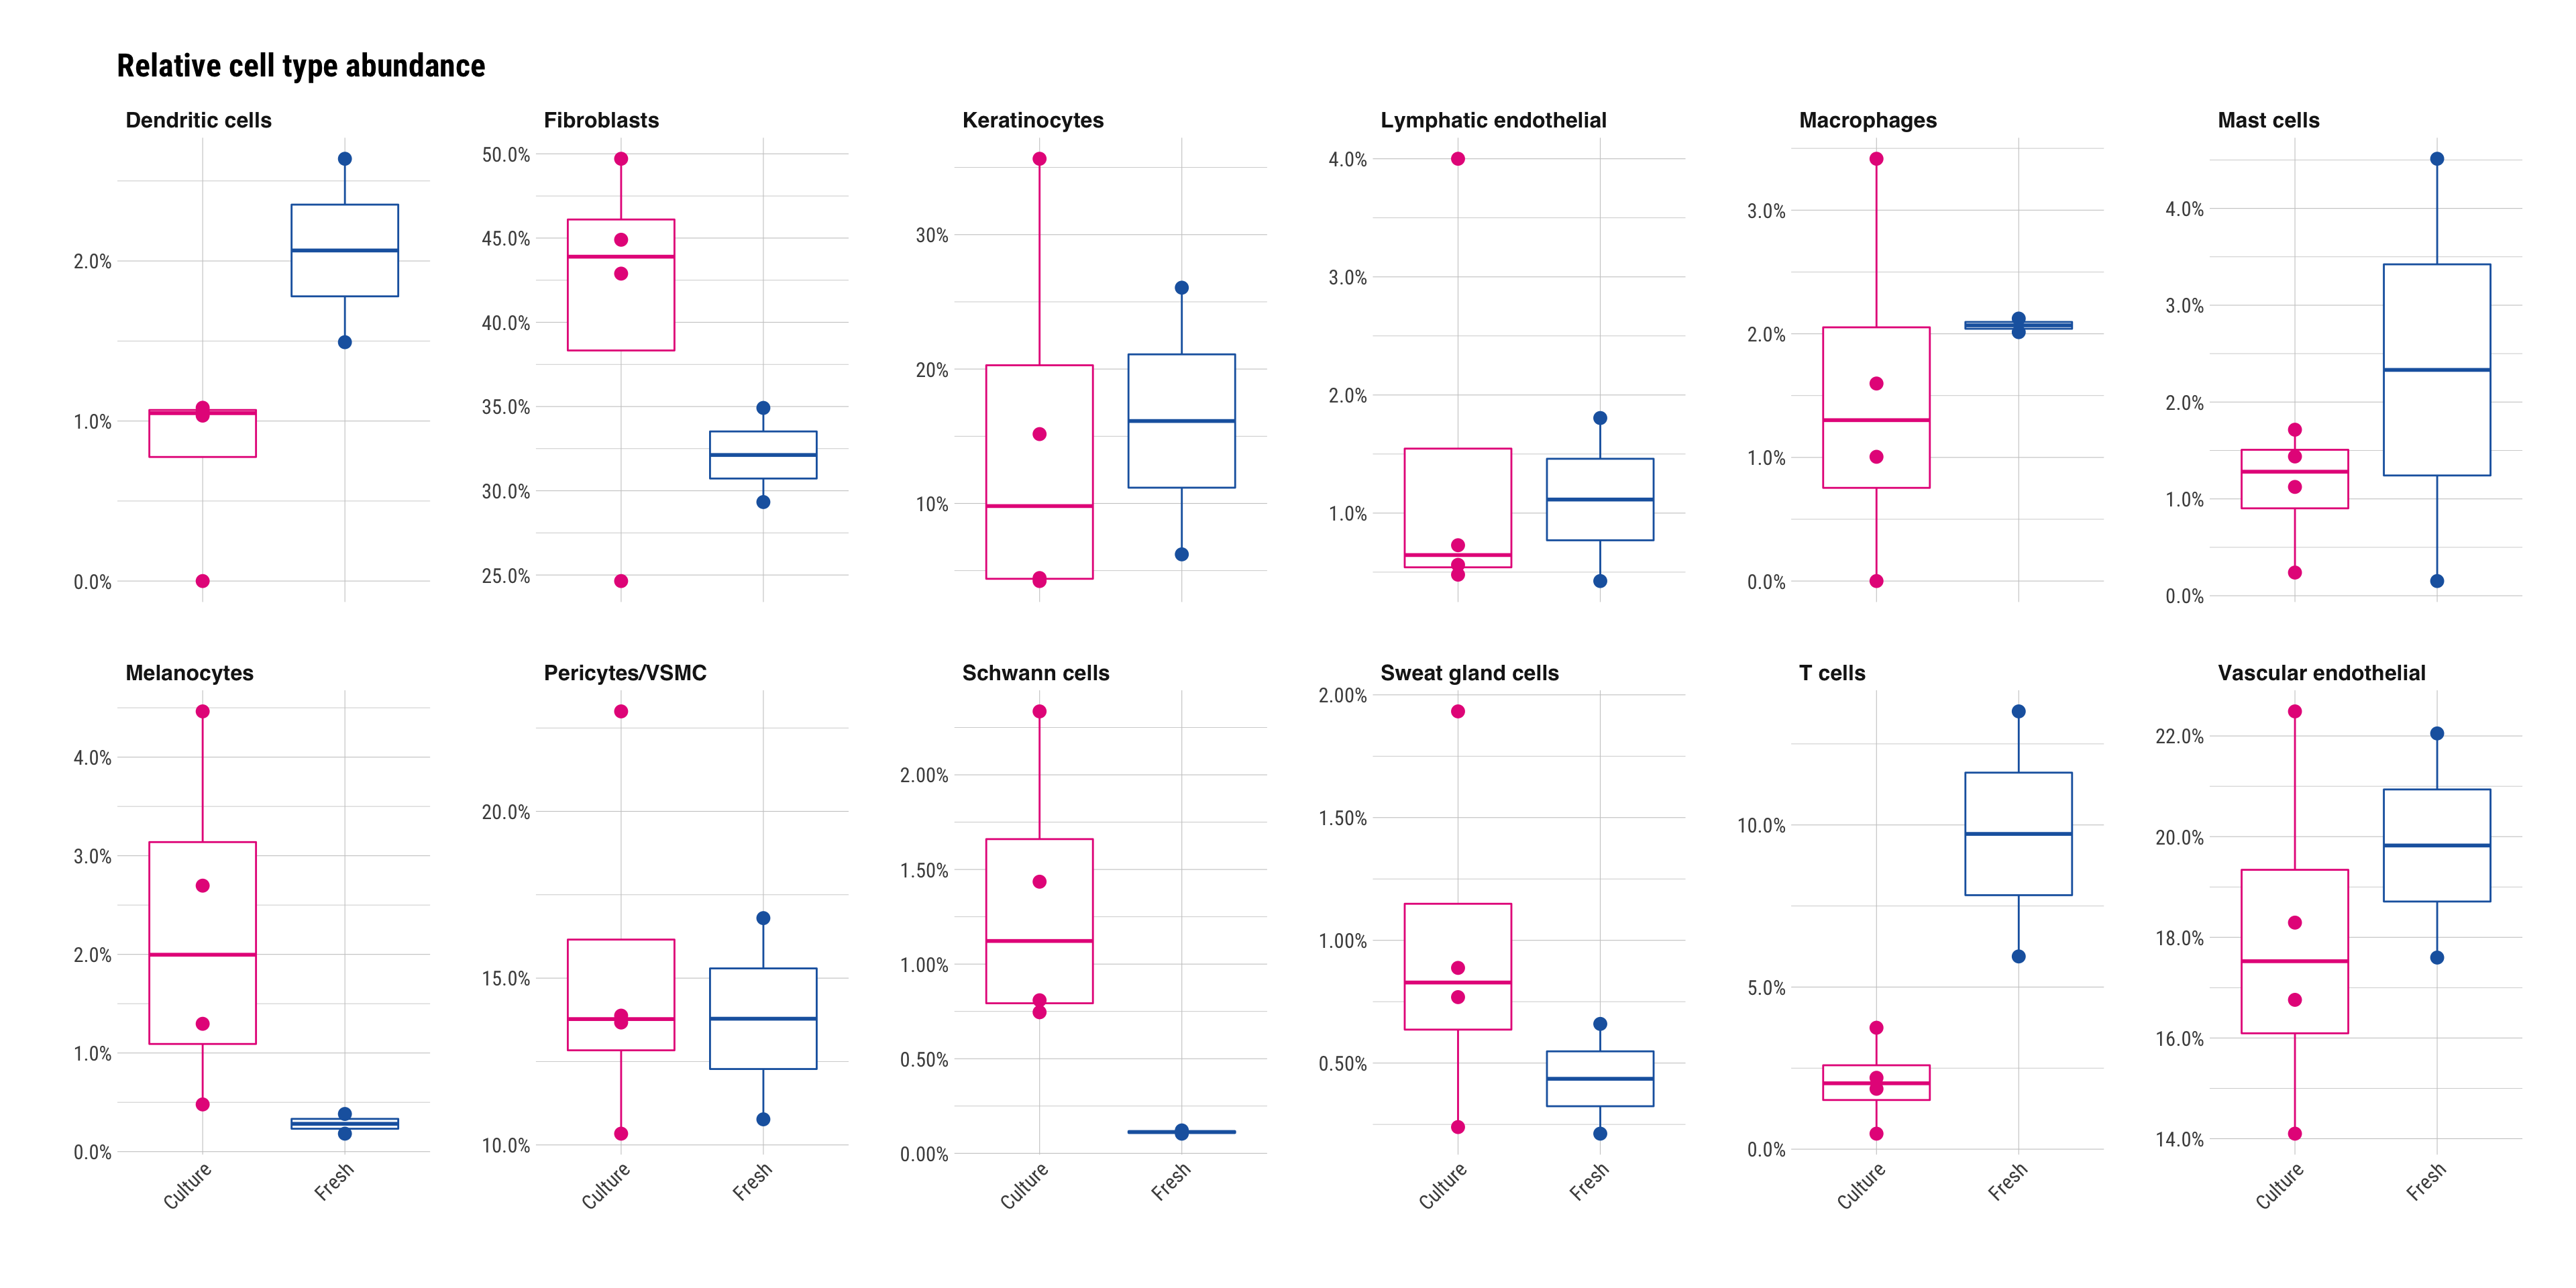 Relative cell type abundance
Dendritic cells
Fibroblasts
Keratinocytes
Lymphatic endothelial
Macrophages
Mast cells
2.0%
1.0%
0.0%
50.0%
45.0%
40.0%
35.0%
30.0%
25.0%
30%
20%
10%
4.0%
3.0%
2.0%
1.0%
3.0%
2.0%
1.0%
0.0%
4.0%
3.0%
2.0%
1.0%
0.0%
Melanocytes
Pericytes/VSMC
Schwann cells
Sweat gland cells
T cells
Vascular endothelial
4.0%
3.0%
2.0%
1.0%
0.0%
20.0%
15.0%
10.0%
2.00%
1.50%
1.00%
0.50%
0.00%
2.00%
1.50%
1.00%
0.50%
10.0%
5.0%
0.0%
22.0%
20.0%
18.0%
16.0%
14.0%
Culture
Fresh
Culture
Fresh
Culture
Fresh
Culture
Fresh
Culture
Fresh
Culture
Fresh